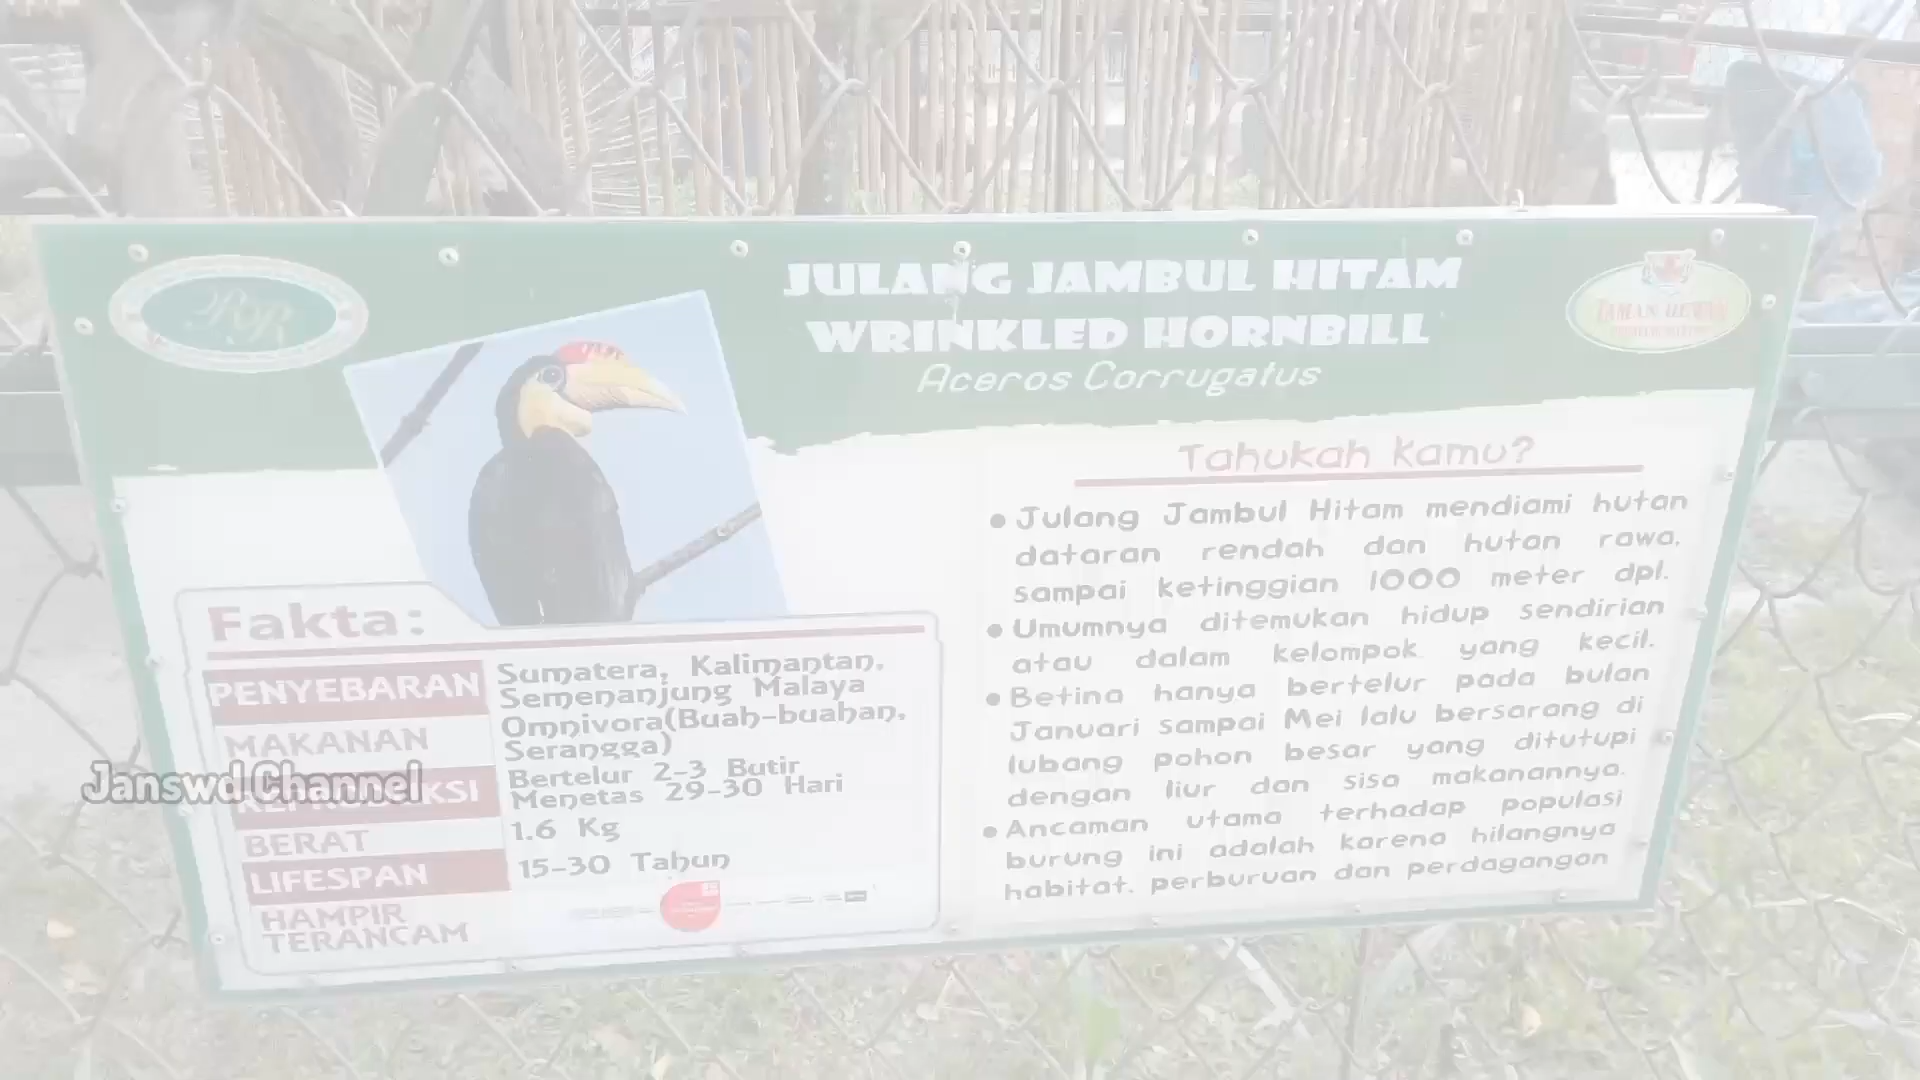 JULANG JAMBUL HITAM
WRINKLED HORNBILL
Aceros Corrugatus
Tahukah Kamu?
Julang Jambul Hitam mendiami hutan
dataran rendah dan hutan rawa,
sampai ketinggian 1000 meter dpl.
Umumnya ditemukan hidup sendirian
atau dalam kelompok yang kecil.
Betina hanya bertelur pada bulan
Januari sampai Mei lalu bersarang di
lubang pohon besar yang ditutupi
dengan liur dan sisa makanannya.
Ancaman utama terhadap populasi
burung ini adalah karena hilangnya
habitat, perburuan dan perdagangan
Fakta:
PENYEBARAN
Sumatera, Kalimantan,
Semenanjung Malaya
MAKANAN
Omnivora(Buah-buahan,
Serangga)
Bertelur 2-3 Butir
Menetas 29-30 Hari
BERAT
1.6 Kg
LIFESPAN
15-30 Tahun
HAMPIR
TERANCAM
Janswd Channel